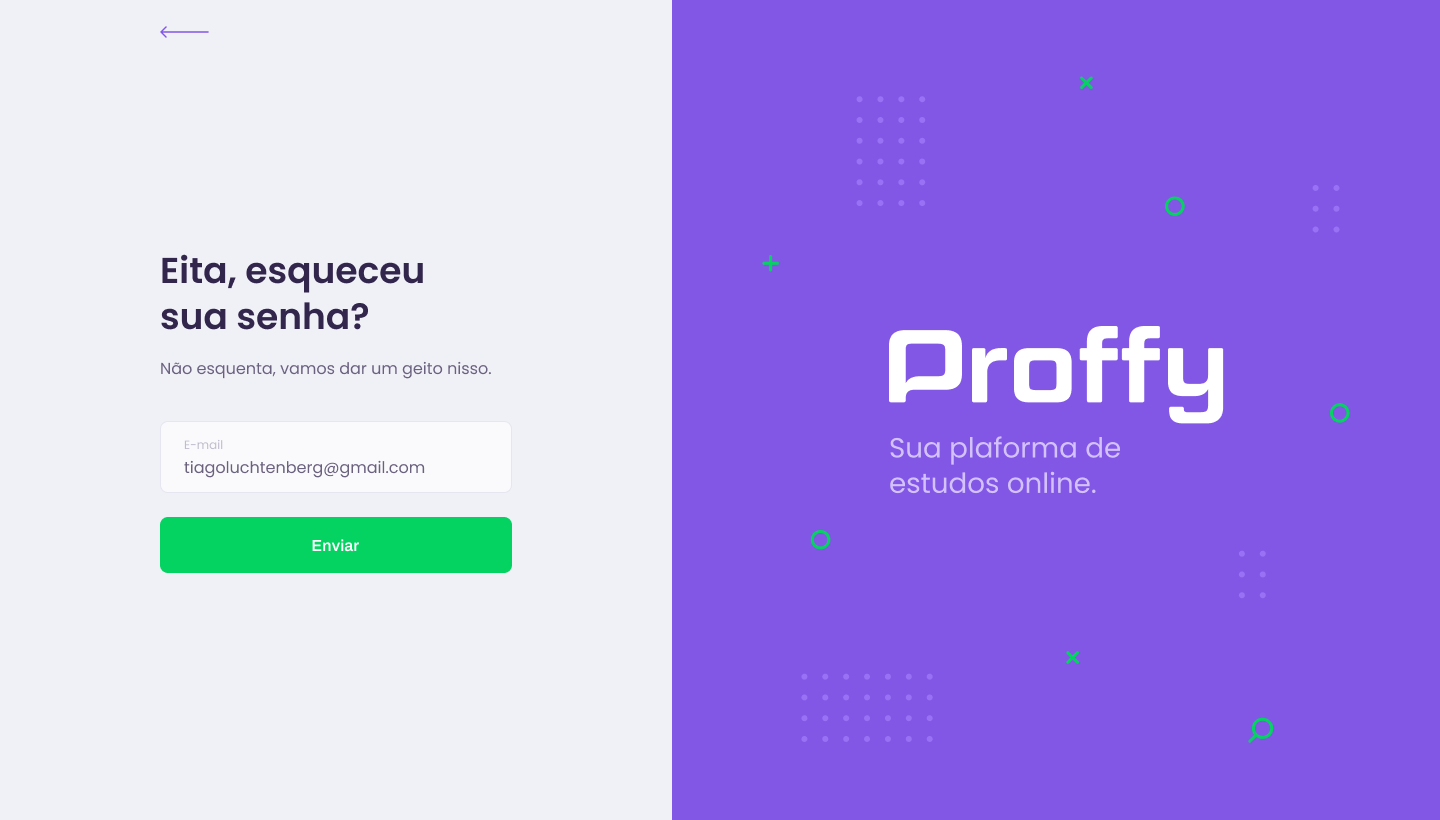 Eita, esqueceu
sua senha?
Não esquenta, vamos dar um geito nisso.
E-mail
tiagoluchtenberg@gmail.com
Enviar
Proffy
Sua plaforma de
estudos online.